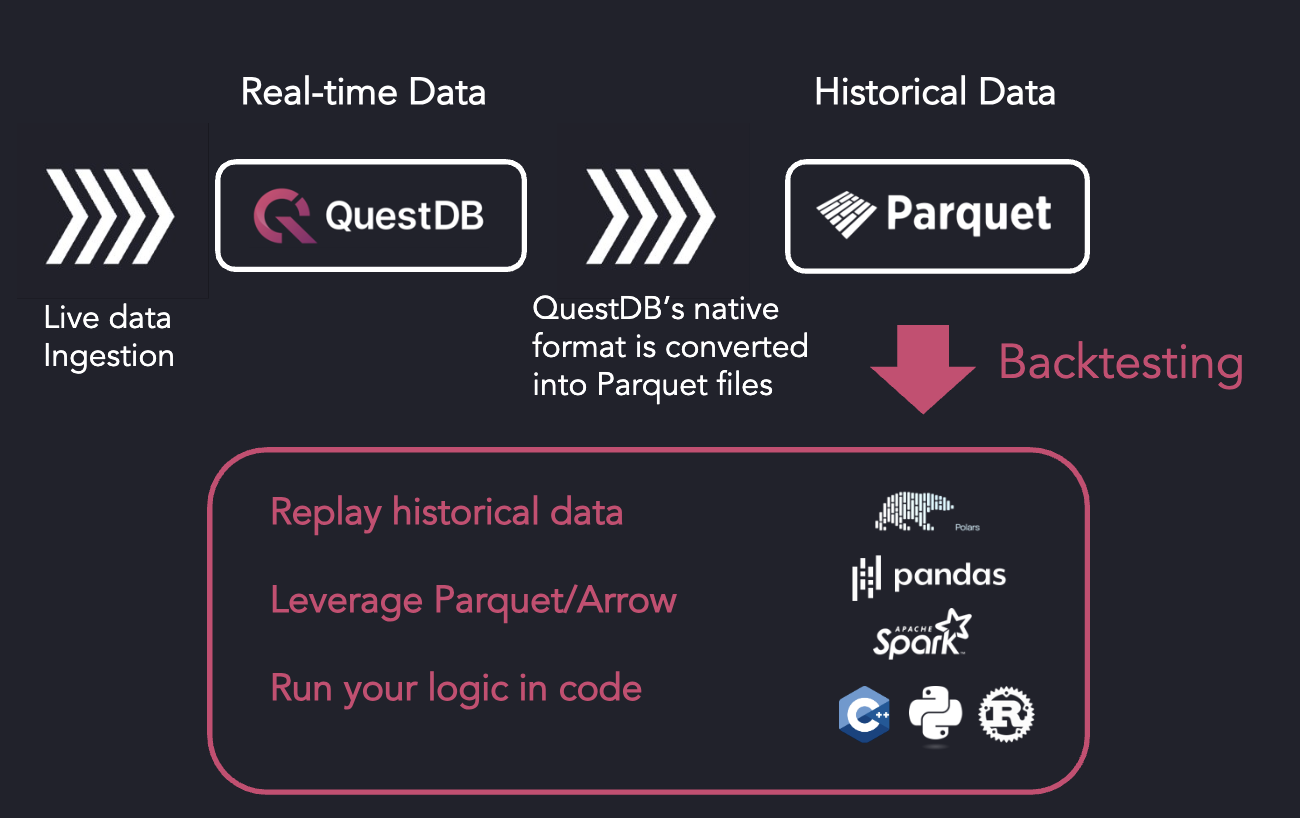 Real-time Data
Historical Data
QuestDB
Parquet
Live data
Ingestion
QuestDB's native
format is converted
into Parquet files
Backtesting
Replay historical data
Leverage Parquet/Arrow
Run your logic in code
Polars
pandas
APACHE
Spark™
C++
R